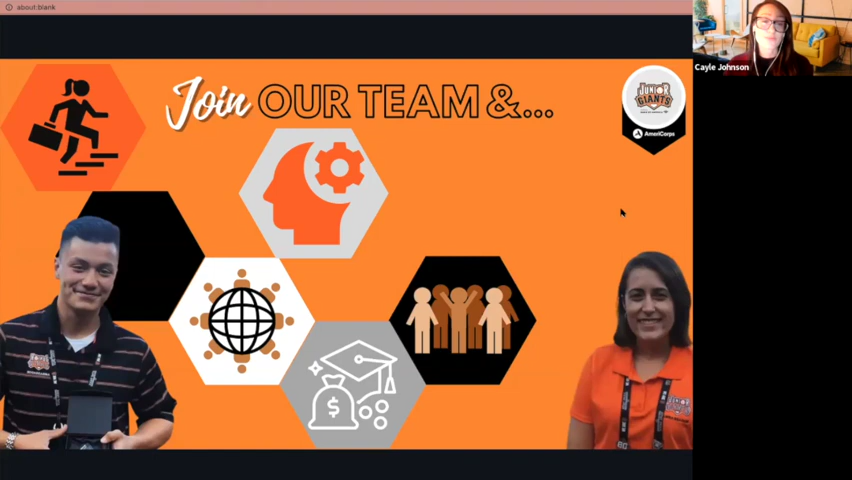 about:blank
Join OUR TEAM &...
JUNIOR
GIANTS
AmeriCorps
Cayle Johnson
$